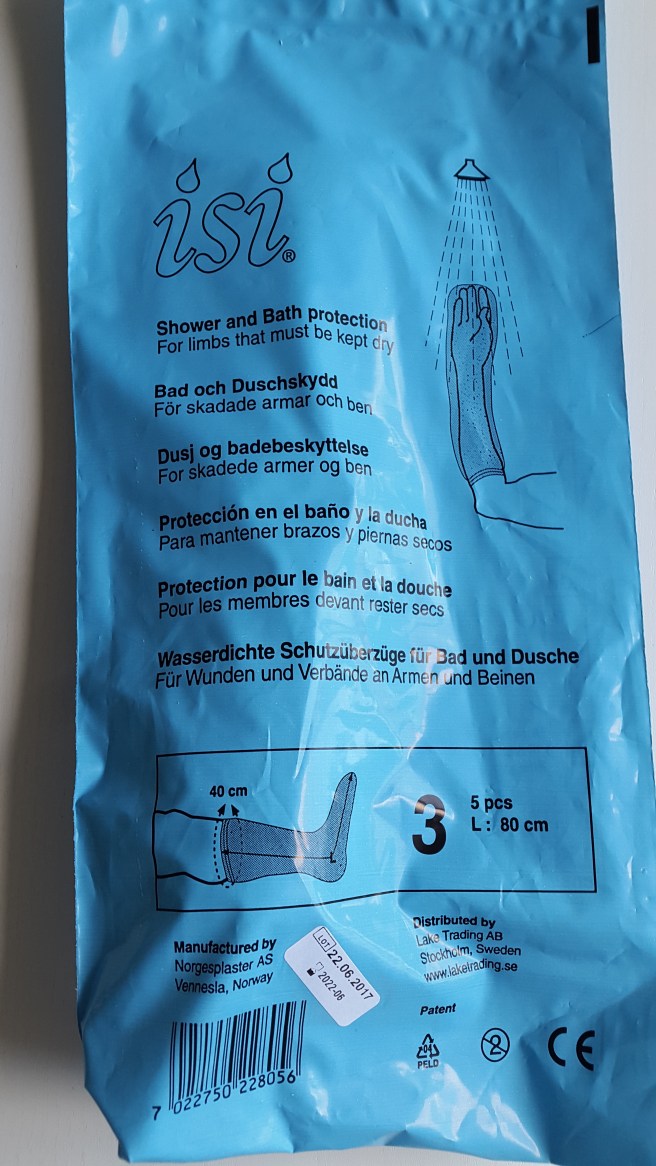 isi®
Shower and Bath protection
For limbs that must be kept dry
Bad och Duschskydd
För skadade armar och ben
Dusj og badebeskyttelse
For skadede armer og ben
Protección en el baño y la ducha
Para mantener brazos y piernas secos
Protection pour le bain et la douche
Pour les membres devant rester secs
Wasserdichte Schutzüberzüge für Bad und Dusche
Für Wunden und Verbände an Armen und Beinen
40 cm
L
3
5 pcs
L: 80 cm
Manufactured by
Norgesplaster AS
Vennesla, Norway
LOT 22.06.2017
2022-06
Distributed by
Lake Trading AB
Stockholm, Sweden
www.laketrading.se
Patent
04
PELD
2
CE
7 022750 228056